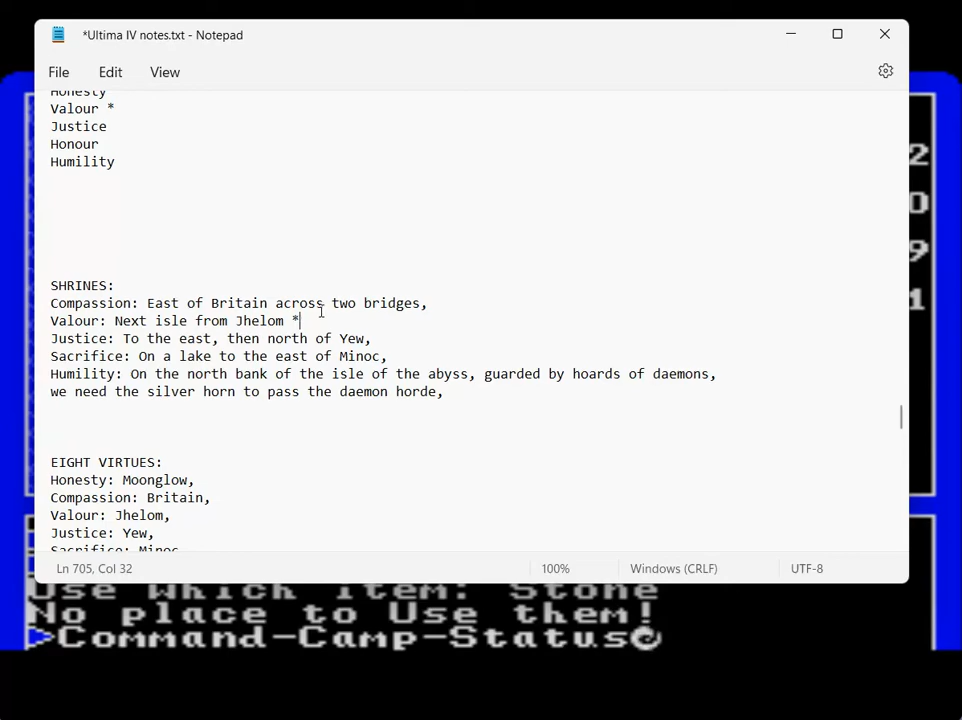 *Ultima IV notes.txt - Notepad
File Edit View
Honesty
Valour *
Justice
Honour
Humility
SHRINES:
Compassion: East of Britain across two bridges,
Valour: Next isle from Jhelom *
Justice: To the east, then north of Yew,
Sacrifice: On a lake to the east of Minoc,
Humility: On the north bank of the isle of the abyss, guarded by hoards of daemons,
we need the silver horn to pass the daemon horde,
EIGHT VIRTUES:
Honesty: Moonglow,
Compassion: Britain,
Valour: Jhelom,
Justice: Yew,
Sacrifice: Minoc
Ln 705, Col 32 100% Windows (CRLF) UTF-8
2
0
9
1
Use which item: Stone
No place to Use them!
>Command-Camp-Status